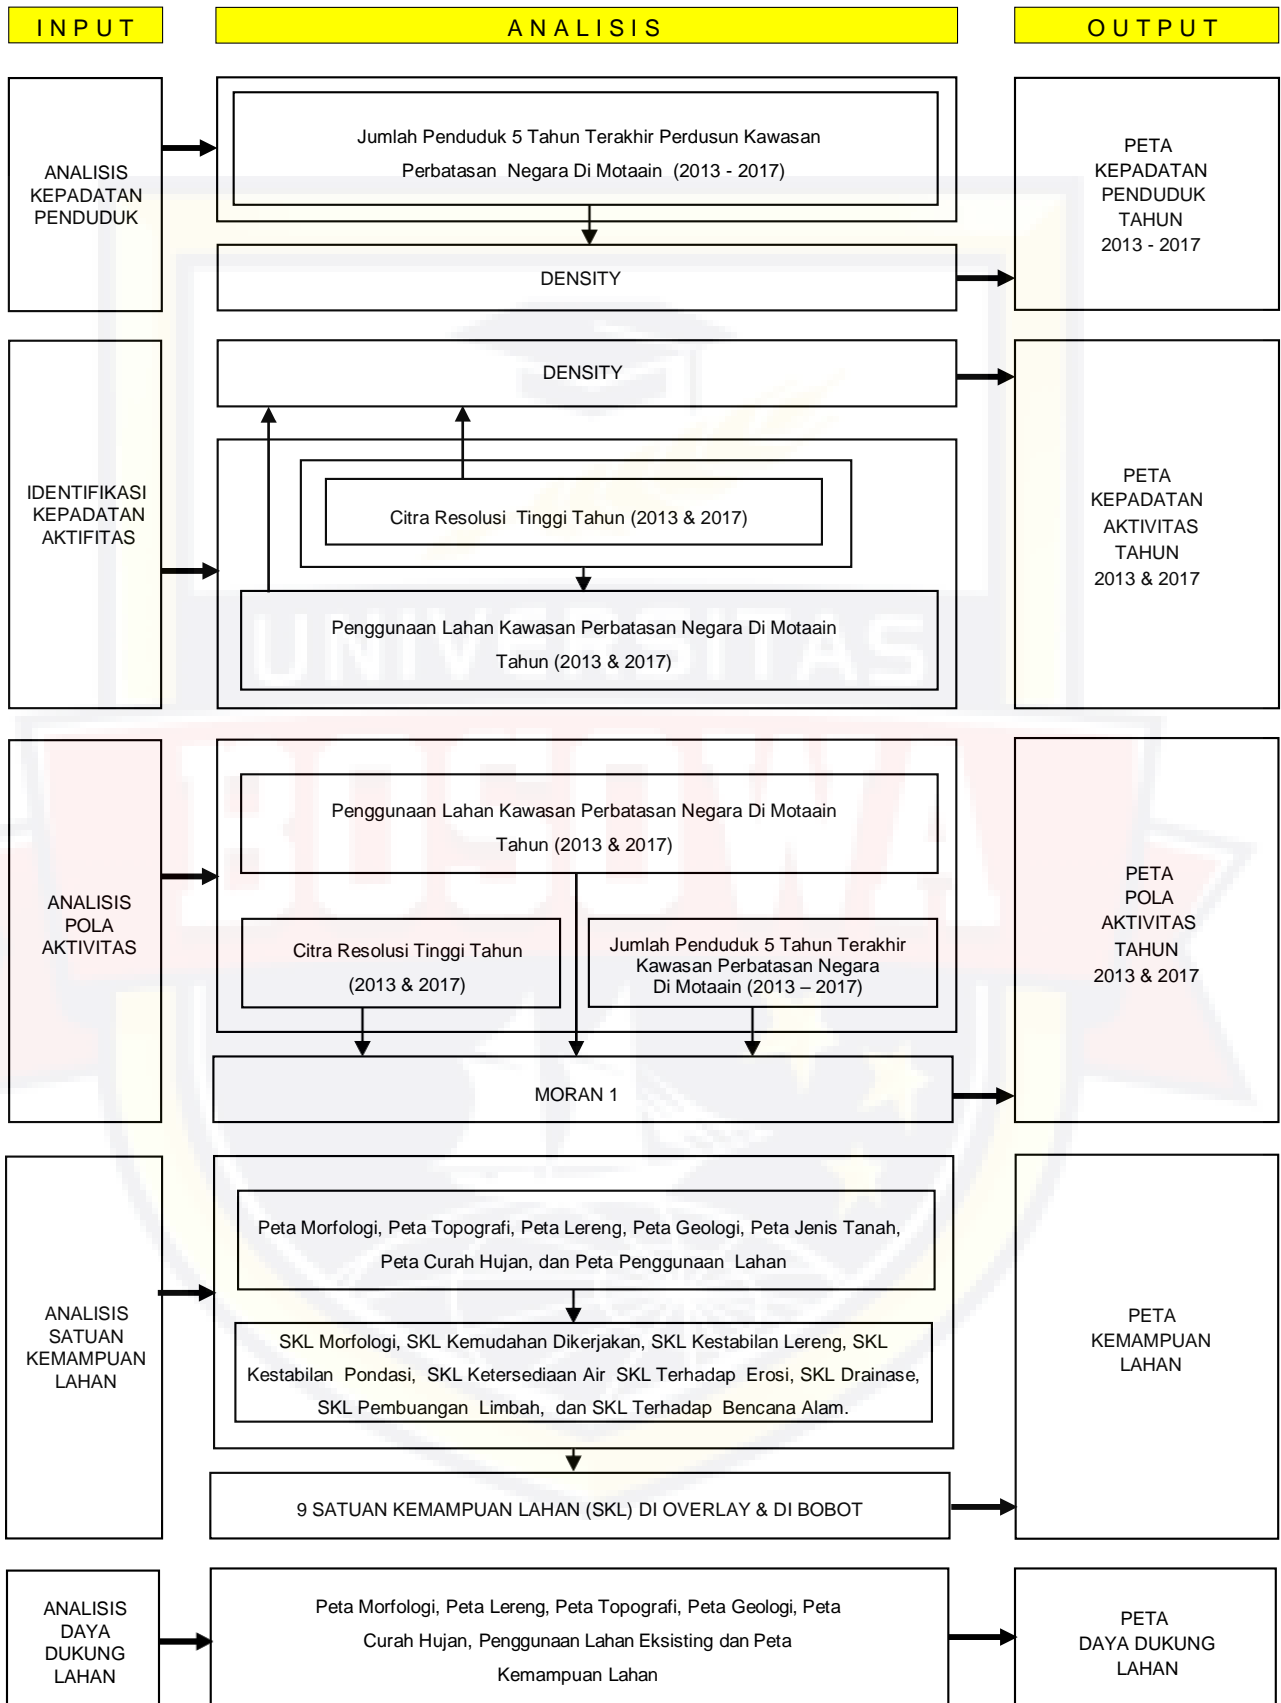 INPUT
ANALISIS
OUTPUT
ANALISIS
KEPADATAN
PENDUDUK
Jumlah Penduduk 5 Tahun Terakhir Perdusun Kawasan
Perbatasan Negara Di Motaain (2013 - 2017)
DENSITY
PETA
KEPADATAN
PENDUDUK
TAHUN
2013 - 2017
IDENTIFIKASI
KEPADATAN
AKTIFITAS
DENSITY
Citra Resolusi Tinggi Tahun (2013 & 2017)
Penggunaan Lahan Kawasan Perbatasan Negara Di Motaain
Tahun (2013 & 2017)
PETA
KEPADATAN
AKTIVITAS
TAHUN
2013 & 2017
UNIVERSITAS
BOSOWA
ANALISIS
POLA
AKTIVITAS
Penggunaan Lahan Kawasan Perbatasan Negara Di Motaain
Tahun (2013 & 2017)
Citra Resolusi Tinggi Tahun
(2013 & 2017)
Jumlah Penduduk 5 Tahun Terakhir
Kawasan Perbatasan Negara
Di Motaain (2013 – 2017)
MORAN 1
PETA
POLA
AKTIVITAS
TAHUN
2013 & 2017
ANALISIS
SATUAN
KEMAMPUAN
LAHAN
Peta Morfologi, Peta Topografi, Peta Lereng, Peta Geologi, Peta Jenis Tanah,
Peta Curah Hujan, dan Peta Penggunaan Lahan
SKL Morfologi, SKL Kemudahan Dikerjakan, SKL Kestabilan Lereng, SKL
Kestabilan Pondasi, SKL Ketersediaan Air SKL Terhadap Erosi, SKL Drainase,
SKL Pembuangan Limbah, dan SKL Terhadap Bencana Alam.
9 SATUAN KEMAMPUAN LAHAN (SKL) DI OVERLAY & DI BOBOT
PETA
KEMAMPUAN
LAHAN
ANALISIS
DAYA
DUKUNG
LAHAN
Peta Morfologi, Peta Lereng, Peta Topografi, Peta Geologi, Peta
Curah Hujan, Penggunaan Lahan Eksisting dan Peta
Kemampuan Lahan
PETA
DAYA DUKUNG
LAHAN